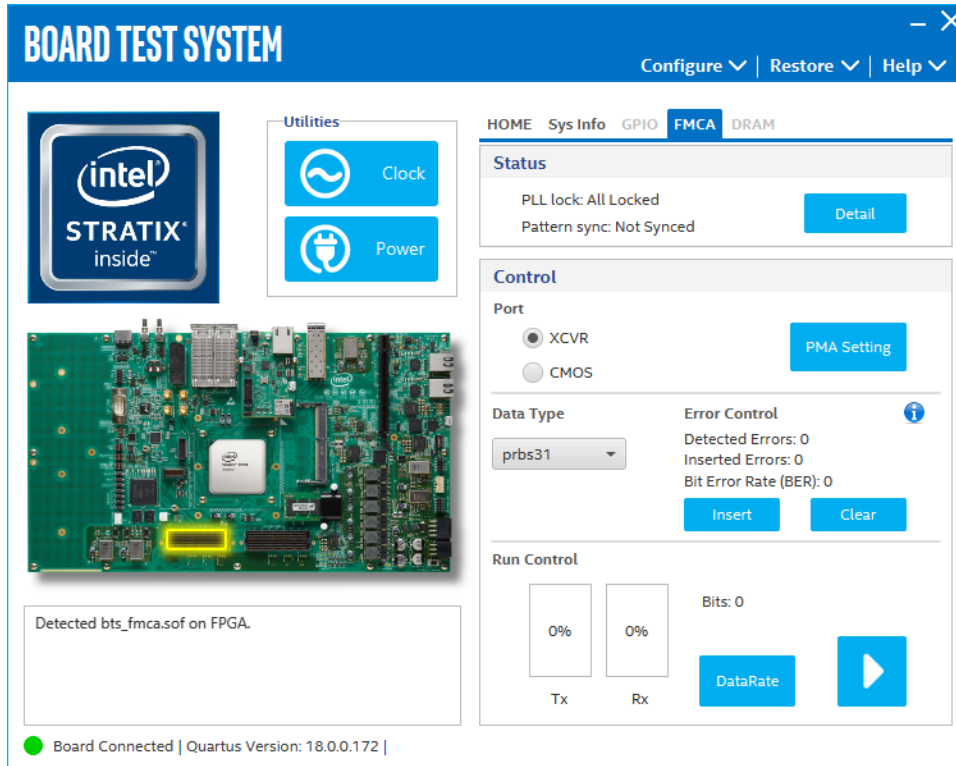 BOARD TEST SYSTEM
Configure | Restore | Help
intel
STRATIX
inside™
Utilities
Clock
Power
HOME Sys Info GPIO FMCA DRAM
Status
PLL lock: All Locked
Pattern sync: Not Synced
Detail
Control
Port
XCVR
CMOS
PMA Setting
Data Type
prbs31
Error Control
Detected Errors: 0
Inserted Errors: 0
Bit Error Rate (BER): 0
Insert Clear
Run Control
0% 0%
Tx Rx
Bits: 0
DataRate
Detected bts_fmca.sof on FPGA.
Board Connected | Quartus Version: 18.0.0.172 |